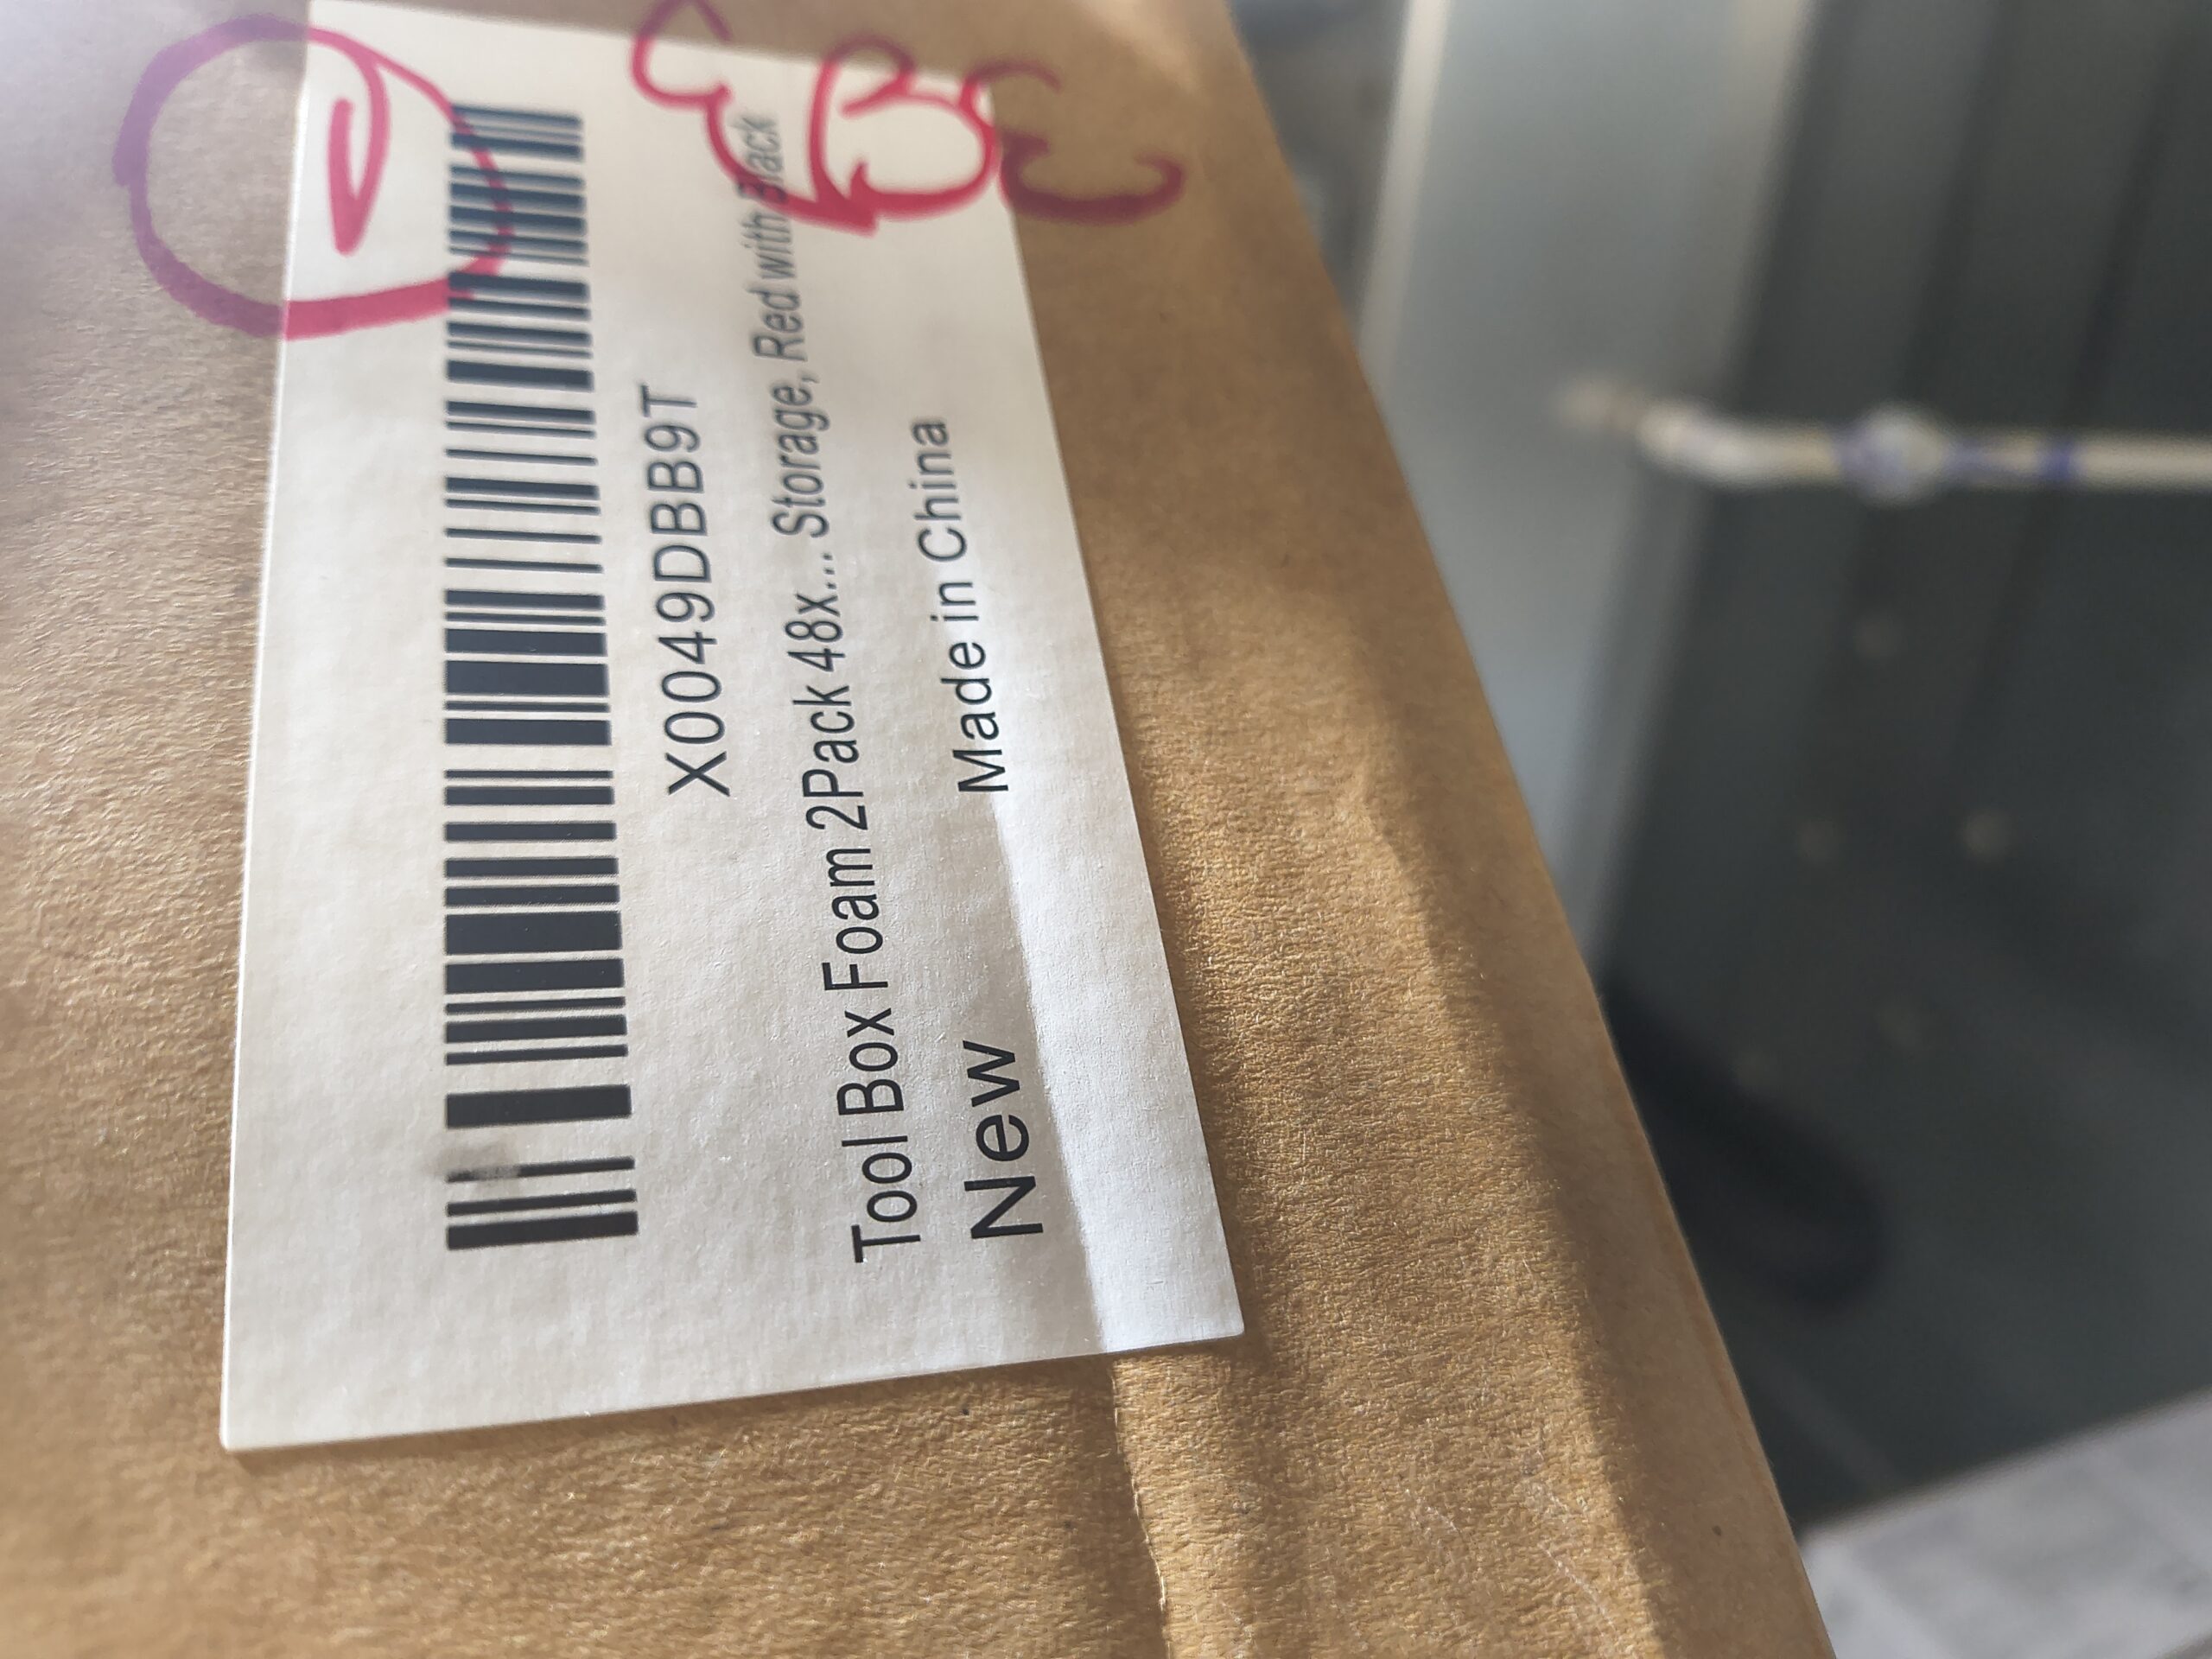 X0049DBB9T
Tool Box Foam 2Pack 48x... Storage, Red with Black
New
Made in China